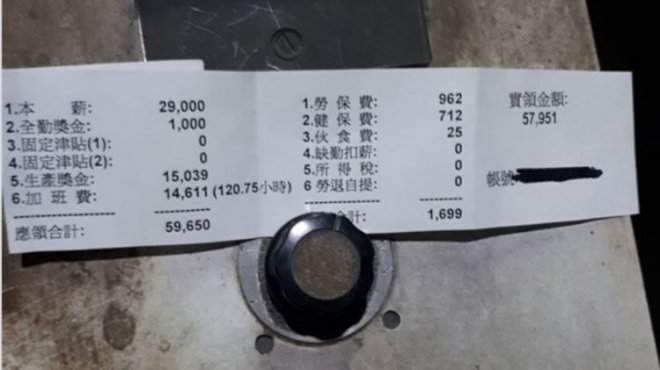 1.本　　薪: 29,000
2.全勤獎金: 1,000
3.固定津貼(1): 0
4.固定津貼(2): 0
5.生產獎金: 15,039
6.加 班 費: 14,611 (120.75小時)
應領合計: 59,650
1.勞 保 費: 962
2.健 保 費: 712
3.伙 食 費: 25
4.缺勤扣薪: 0
5.所 得 稅: 0
6 勞退自提: 0
計: 1,699
實領金額:
57,951
帳號